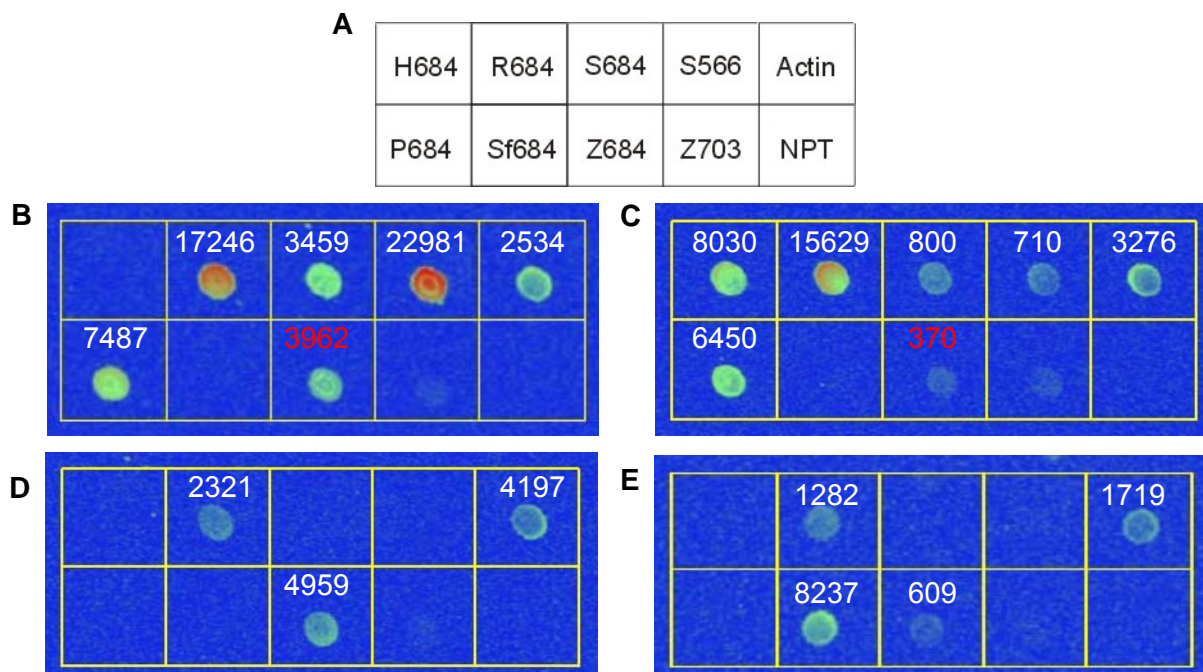 A
H684 R684 S684 S566 Actin
P684 Sf684 Z684 Z703 NPT
B
17246 3459 22981 2534
7487 3962
C
8030 15629 800 710 3276
6450 370
D
2321 4197
4959
E
1282 1719
8237 609